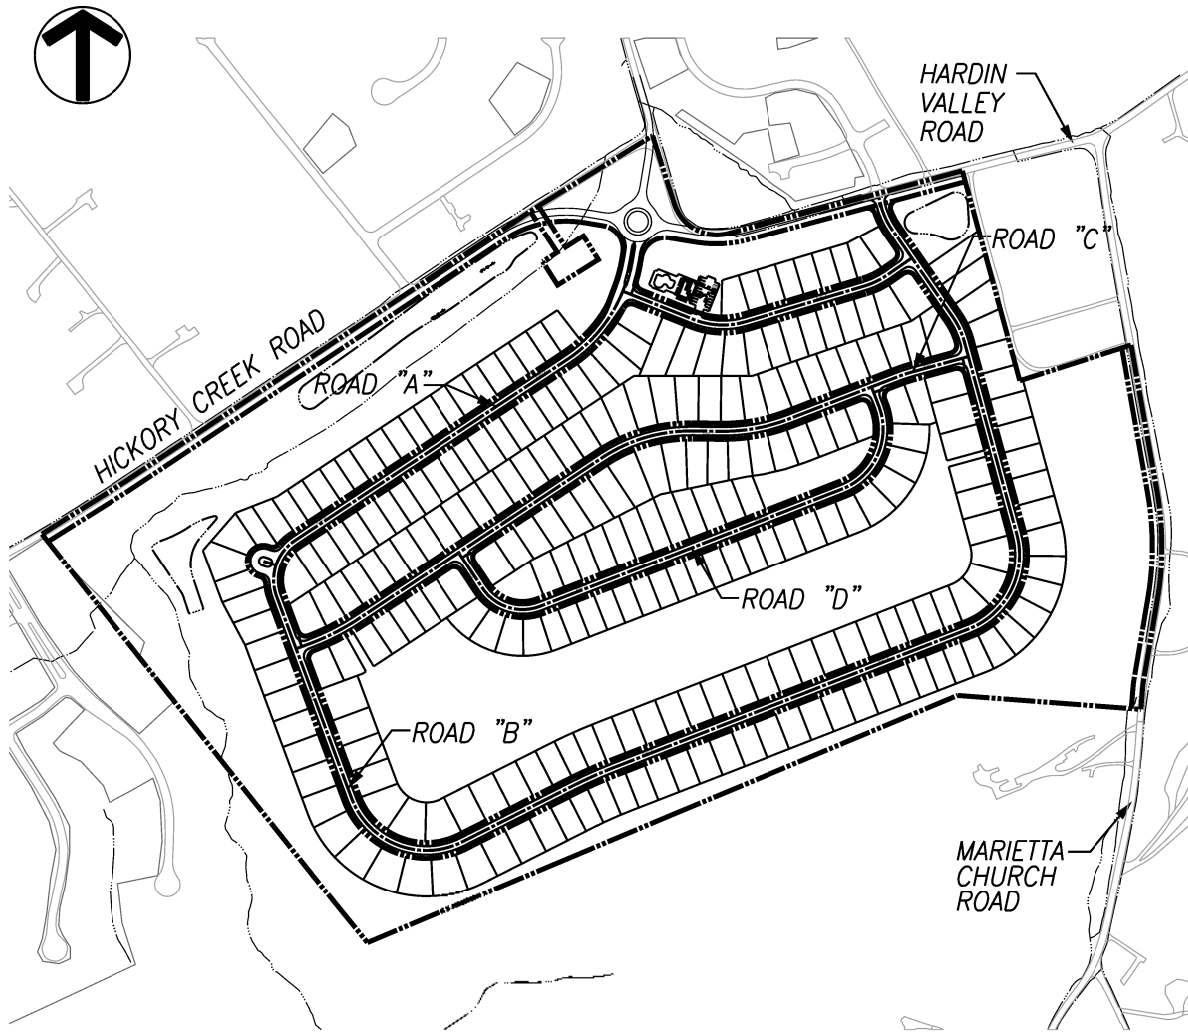 HARDIN
VALLEY
ROAD
ROAD "C"
HICKORY CREEK ROAD
ROAD "A"
ROAD "D"
ROAD "B"
MARIETTA
CHURCH
ROAD